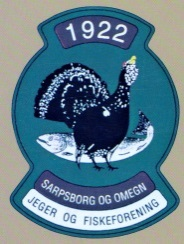 1922
SARPSBORG OG OMEGN
JEGER OG FISKEFORENING